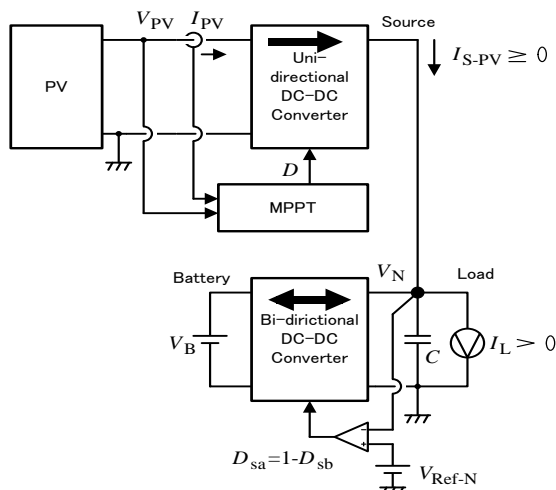 V_PV I_PV
Source
PV
Uni-
directional
DC-DC
Converter
I_S-PV ≥ 0
D
MPPT
V_N
Battery
Load
V_B
Bi-dirictional
DC-DC
Converter
C
I_L > 0
D_sa=1-D_sb
-
+
V_Ref-N